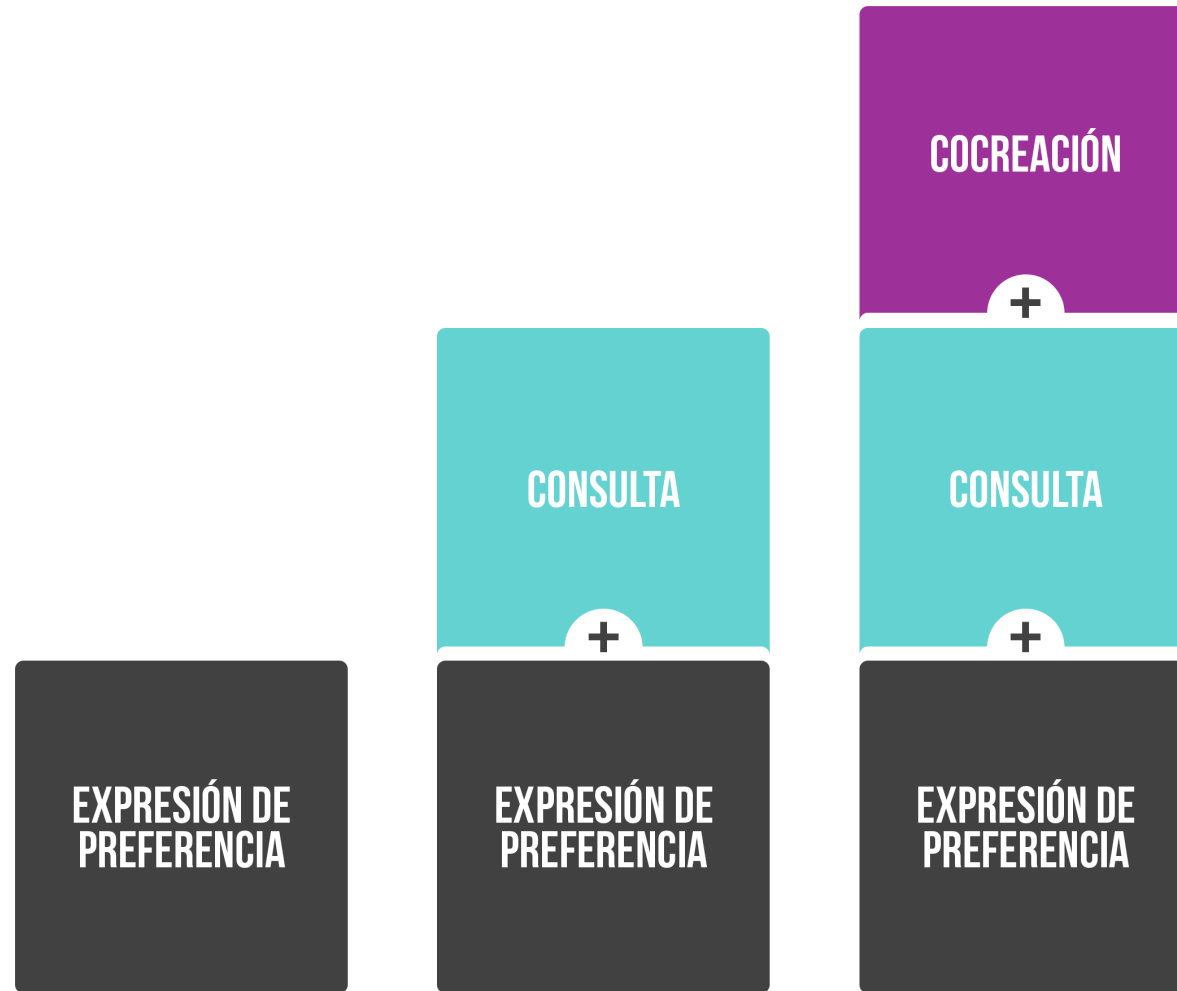 COCREACIÓN
+
CONSULTA
CONSULTA
+
+
EXPRESIÓN DE
PREFERENCIA
EXPRESIÓN DE
PREFERENCIA
EXPRESIÓN DE
PREFERENCIA